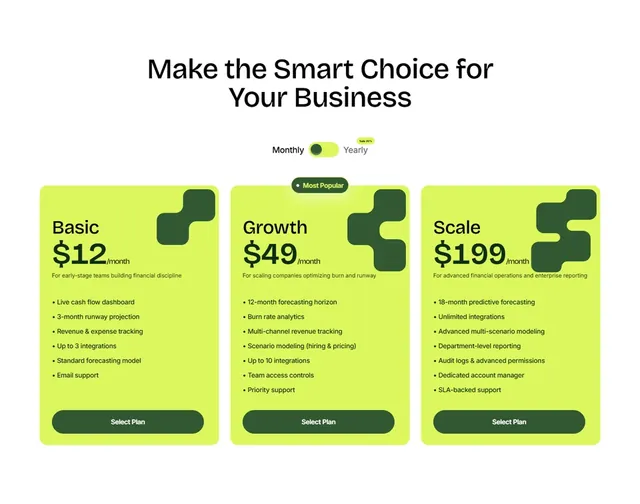 Make the Smart Choice for
Your Business
Monthly
Yearly
Most Popular
Basic
$12/month
For early-stage teams building financial discipline
• Live cash flow dashboard
• 3-month runway projection
• Revenue & expense tracking
• Up to 3 integrations
• Standard forecasting model
• Email support
Select Plan
Growth
$49/month
For scaling companies optimizing burn and runway
• 12-month forecasting horizon
• Burn rate analytics
• Multi-channel revenue tracking
• Scenario modeling (hiring & pricing)
• Up to 10 integrations
• Team access controls
• Priority support
Select Plan
Scale
$199/month
For advanced financial operations and enterprise reporting
• 18-month predictive forecasting
• Unlimited integrations
• Advanced multi-scenario modeling
• Department-level reporting
• Audit logs & advanced permissions
• Dedicated account manager
• SLA-backed support
Select Plan